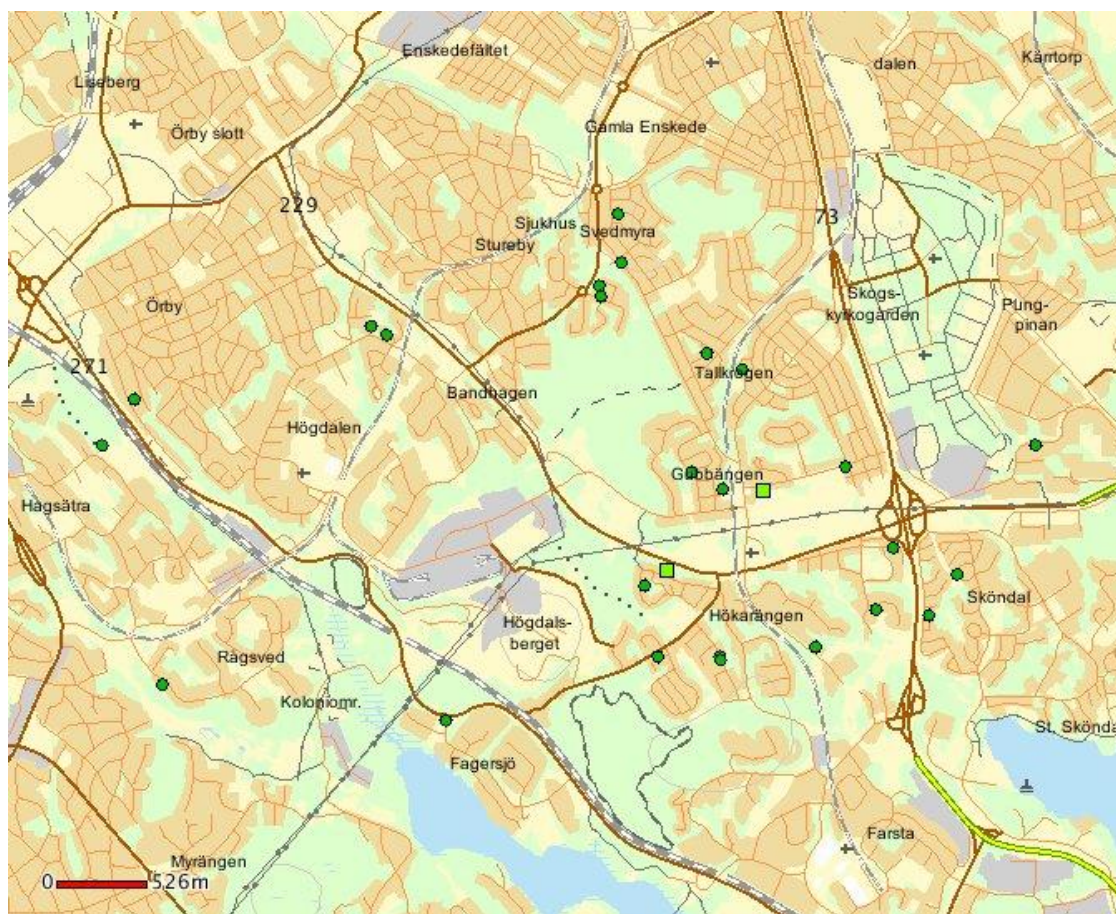 Enskedefältet
dalen
Kärrtorp
Liseberg
Örby slott
Gamla Enskede
229
Sjukhus
Svedmyra
73
Stureby
Örby
Skogs-
kyrkogården
Pung-
pinan
271
Tallkrogen
Bandhagen
Högdalen
Gubbängen
Hagsätra
Sköndal
Högdals-
berget
Hökarängen
Rågsved
Koloniomr.
St. Skönda
Fagersjö
Farsta
Myrängen
0 526m